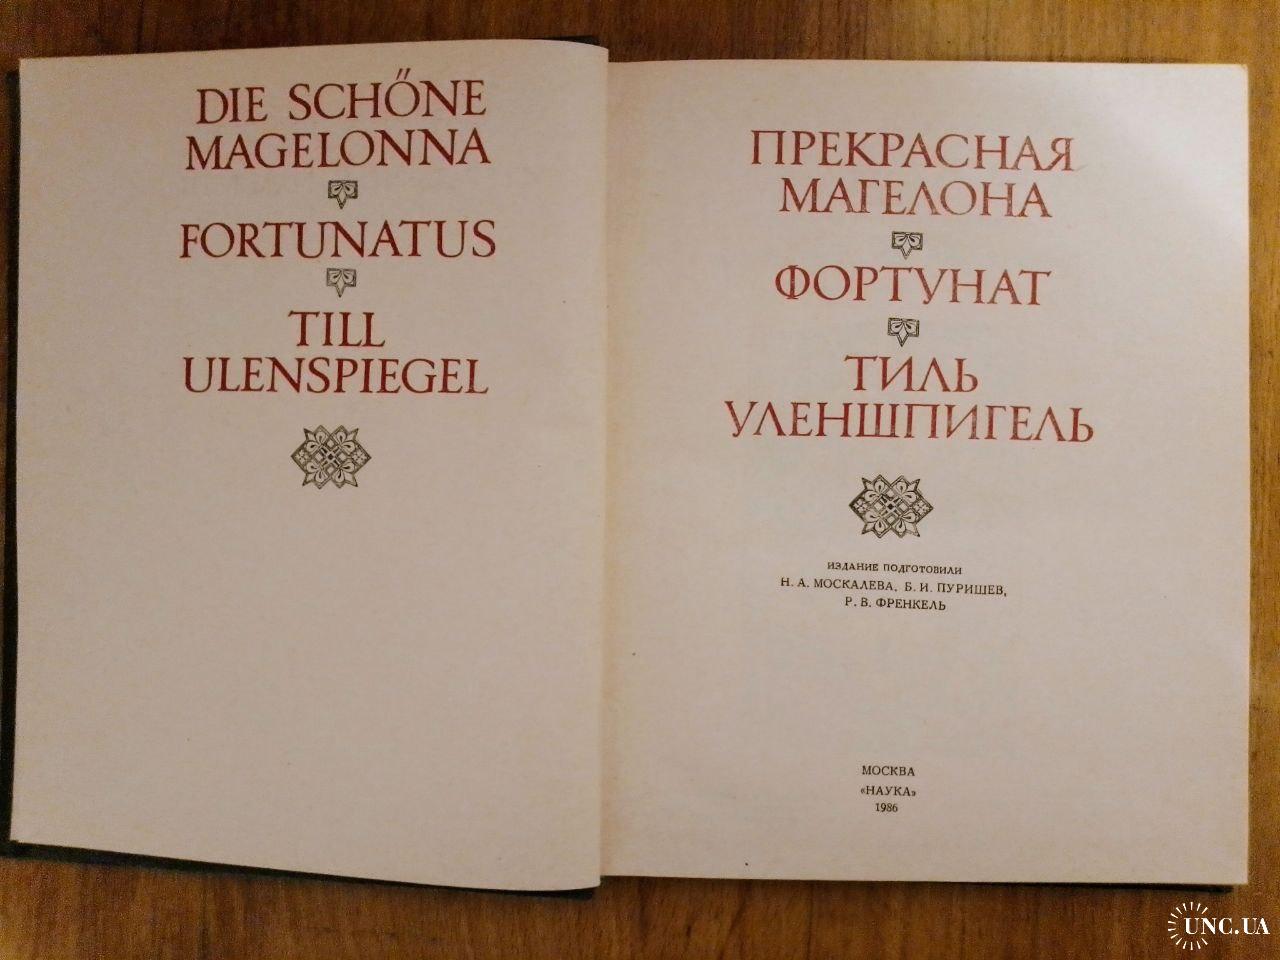 DIE SCHŐNE
MAGELONNA
FORTUNATUS
TILL
ULENSPIEGEL
ПРЕКРАСНАЯ
МАГЕЛОНА
ФОРТУНАТ
ТИЛЬ
УЛЕНШПИГЕЛЬ
ИЗДАНИЕ ПОДГОТОВИЛИ
Н. А. МОСКАЛЕВА, Б. И. ПУРИШЕВ,
Р. В. ФРЕНКЕЛЬ
МОСКВА
«НАУКА»
1986
UNC.UA